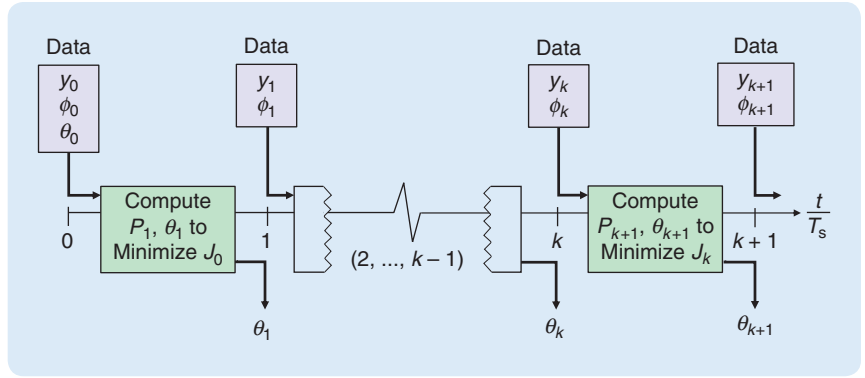 Data
y0
ϕ0
θ0
Data
y1
ϕ1
Data
yk
ϕk
Data
yk+1
ϕk+1
Compute
P1, θ1 to
Minimize J0
Compute
Pk+1, θk+1 to
Minimize Jk
t
Ts
0
1
(2, ..., k – 1)
k
k + 1
θ1
θk
θk+1